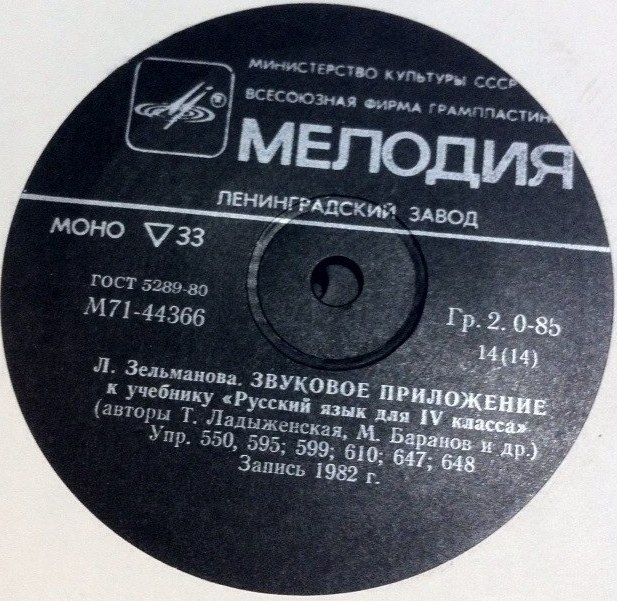 МИНИСТЕРСТВО КУЛЬТУРЫ СССР
ВСЕСОЮЗНАЯ ФИРМА ГРАМПЛАСТИН
МЕЛОДИЯ
ЛЕНИНГРАДСКИЙ ЗАВОД
МОНО 33
ГОСТ 5289-80
М71-44366
Гр. 2. 0-85
14(14)
Л. Зельманова. ЗВУКОВОЕ ПРИЛОЖЕНИЕ
к учебнику «Русский язык для IV класса»
(авторы Т. Ладыженская, М. Баранов и др.)
Упр. 550, 595; 599; 610; 647; 648
Запись 1982 г.